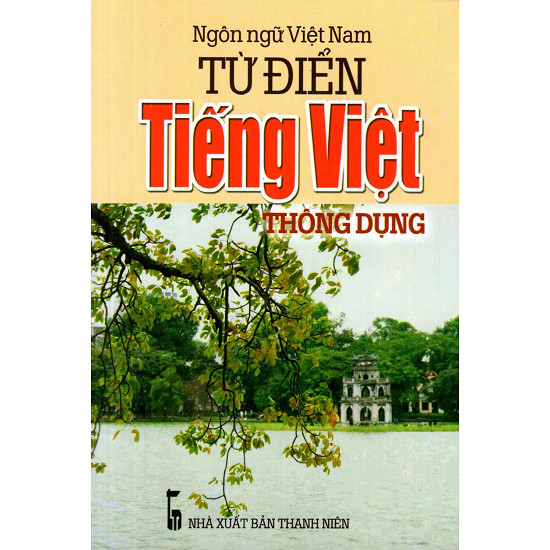 Ngôn ngữ Việt Nam
TỪ ĐIỂN
Tiếng Việt
THÔNG DỤNG
NHÀ XUẤT BẢN THANH NIÊN